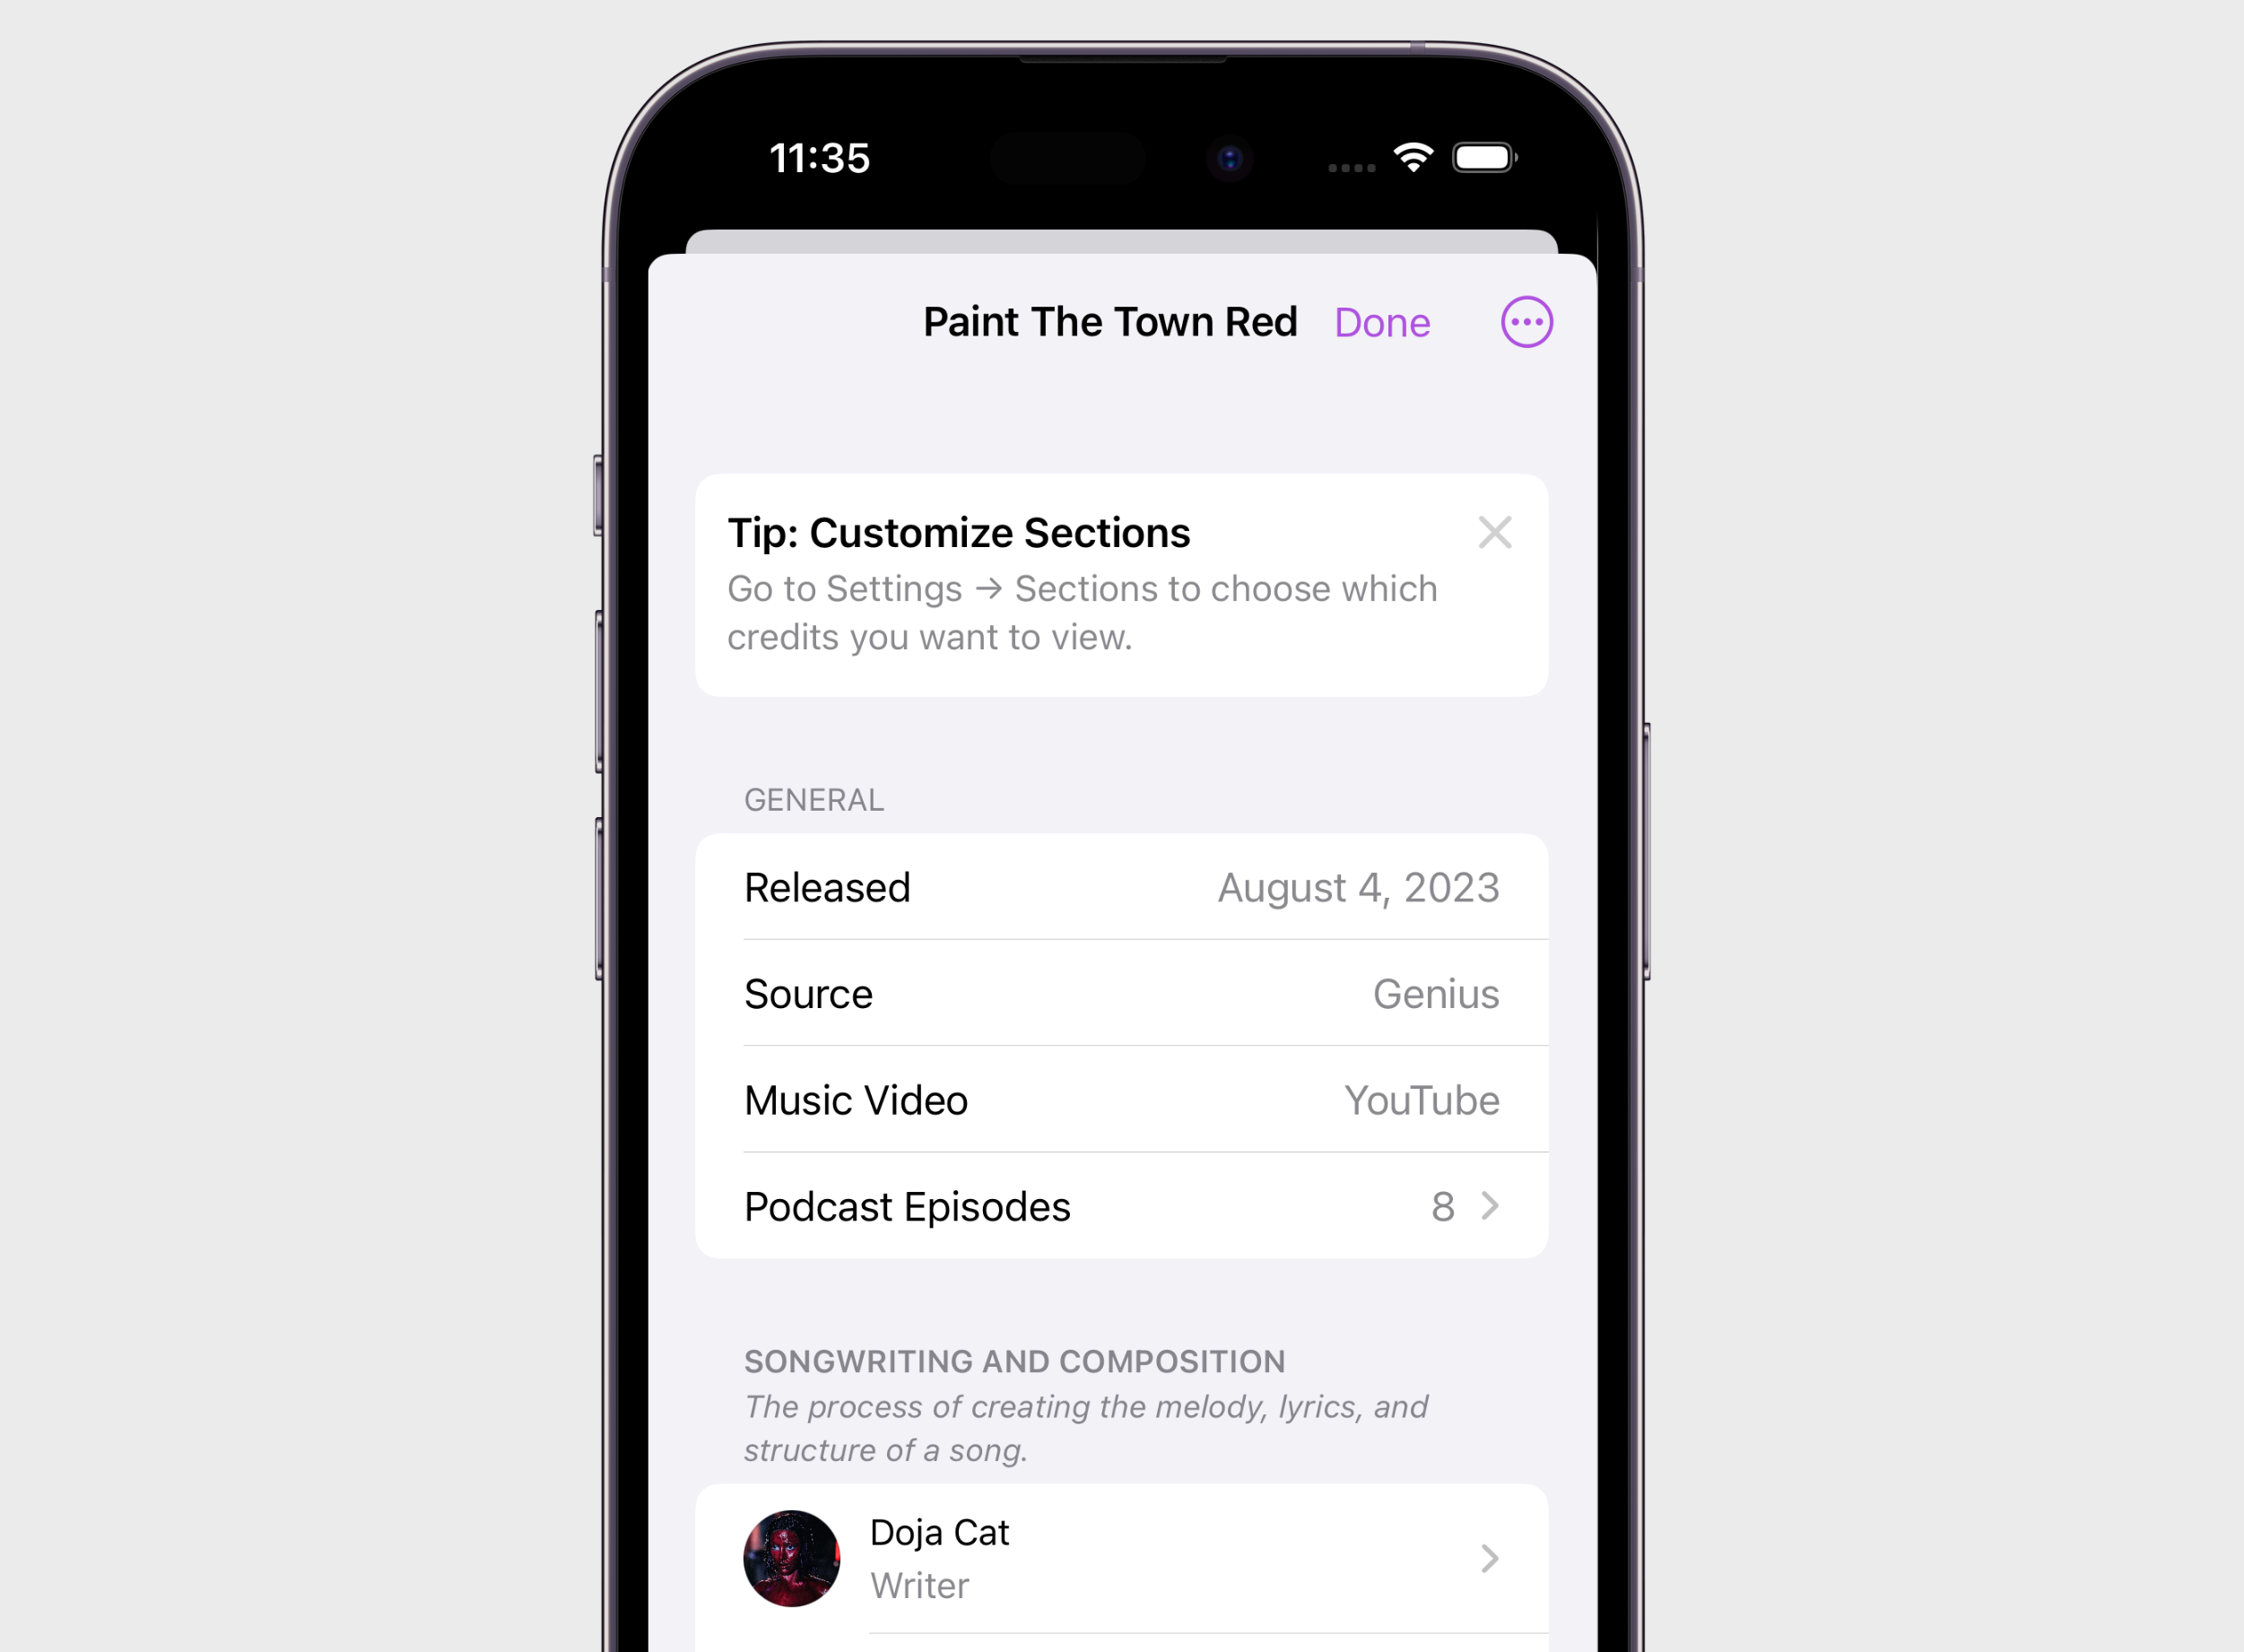 11:35
Paint The Town Red Done
Tip: Customize Sections
Go to Settings → Sections to choose which
credits you want to view.
GENERAL
Released August 4, 2023
Source Genius
Music Video YouTube
Podcast Episodes 8
SONGWRITING AND COMPOSITION
The process of creating the melody, lyrics, and
structure of a song.
Doja Cat
Writer